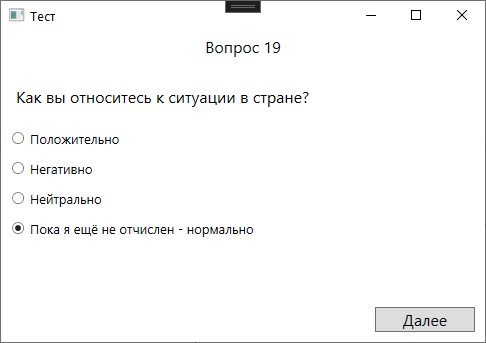 Тест
Вопрос 19
Как вы относитесь к ситуации в стране?
Положительно
Негативно
Нейтрально
Пока я ещё не отчислен - нормально
Далее